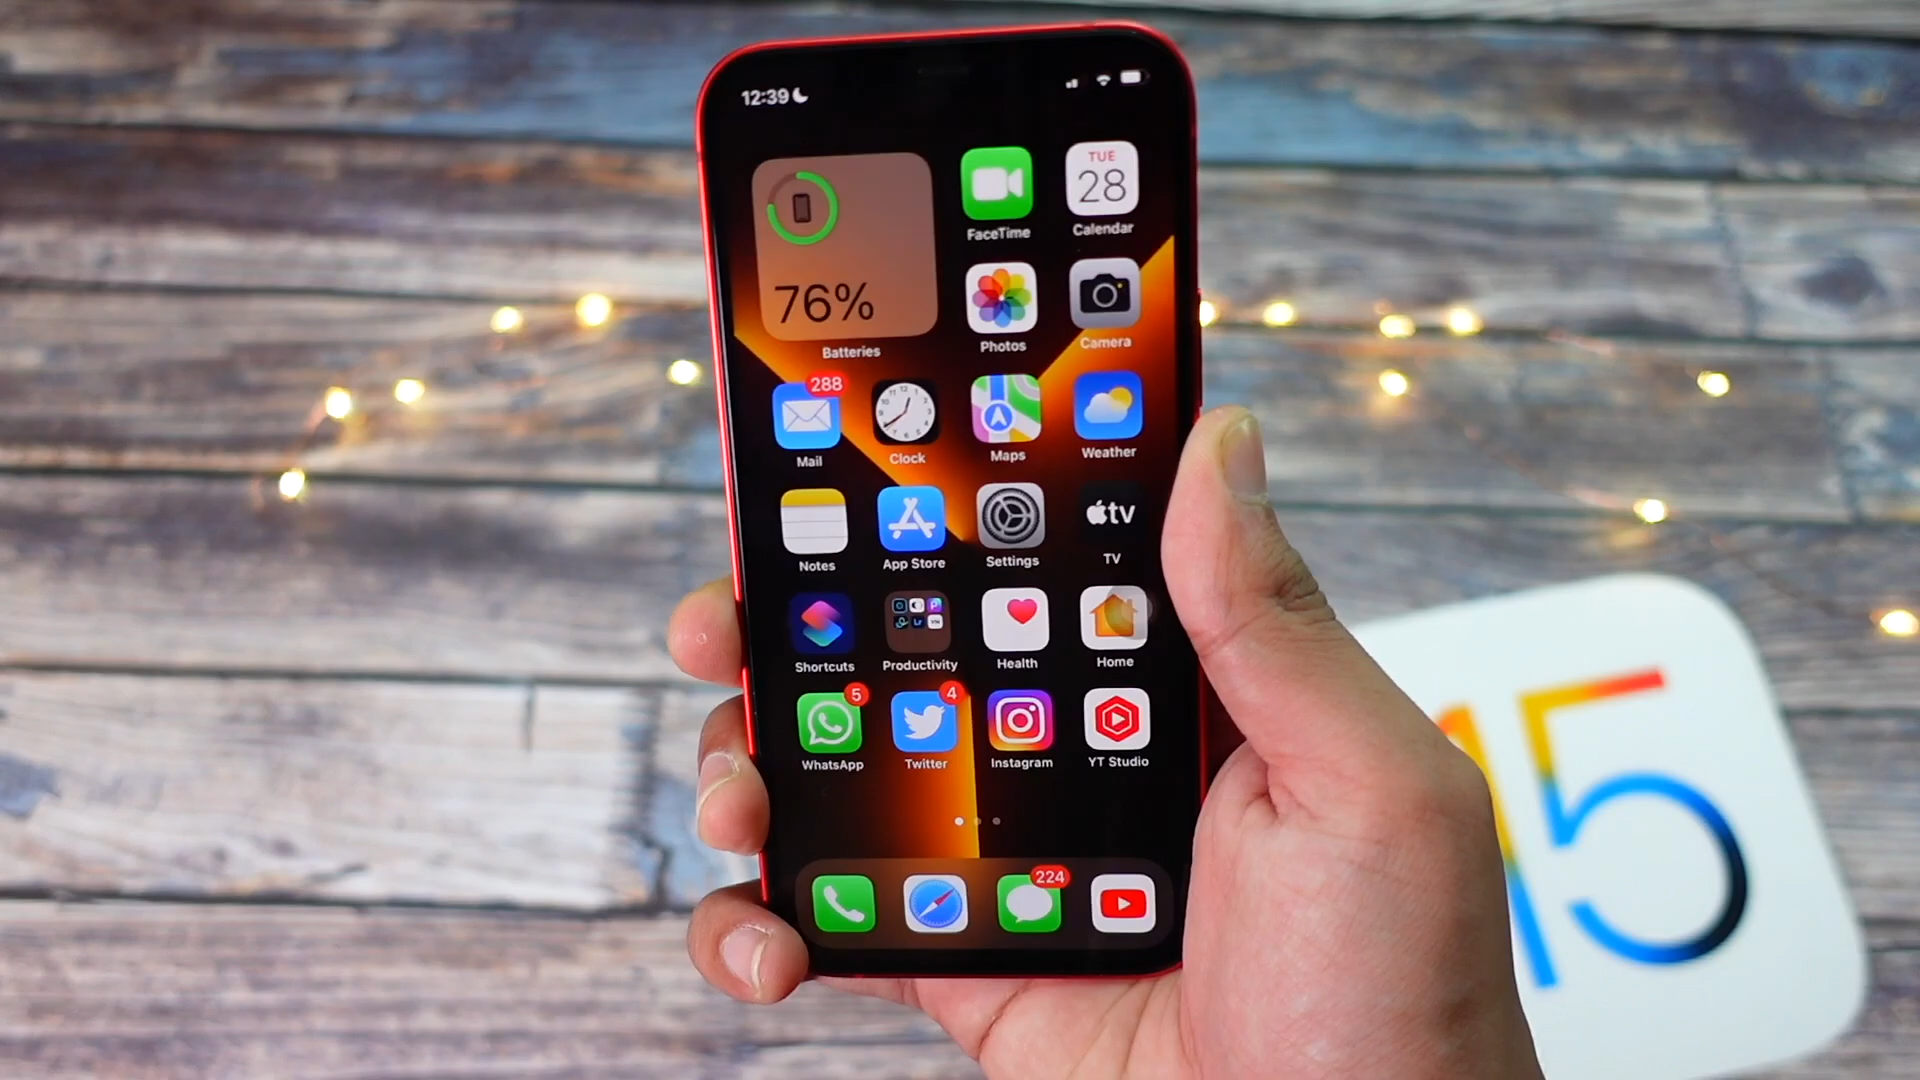 12:39
TUE
28
FaceTime
Calendar
76%
Batteries
Photos
Camera
288
Mail
Clock
Maps
Weather
tv
Notes
App Store
Settings
TV
Shortcuts
Productivity
Health
Home
5
4
WhatsApp
Twitter
Instagram
YT Studio
224
15